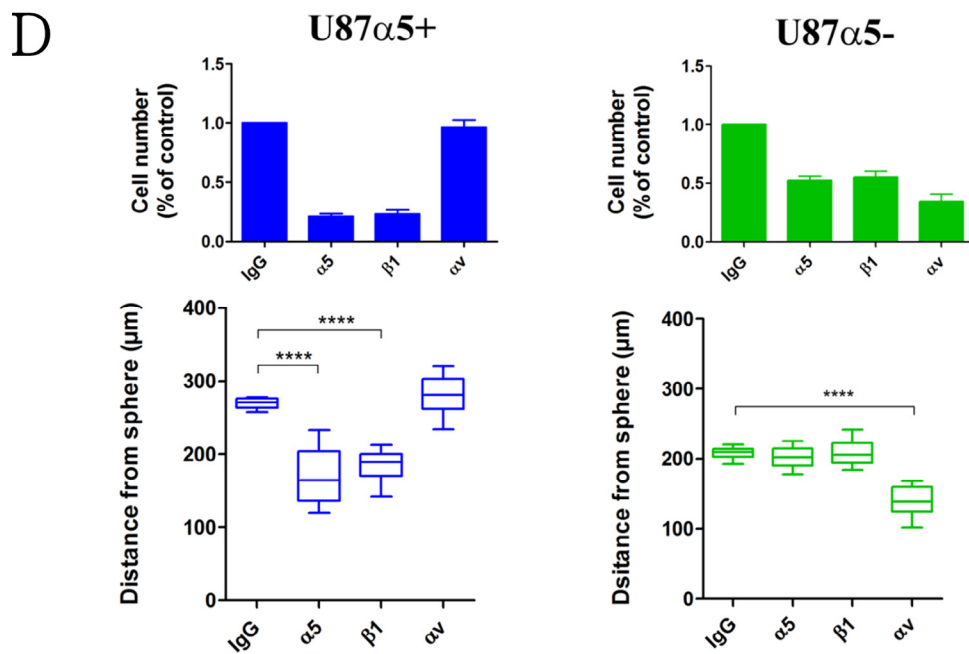 D
U87α5+
U87α5-
Cell number
(% of control)
1.5
1.0
0.5
0.0
IgG
α5
β1
αv
Cell number
(% of control)
1.5
1.0
0.5
0.0
IgG
α5
β1
αv
Distance from sphere (µm)
400
300
200
100
0
****
****
IgG
α5
β1
αv
Dsitance from sphere (µm)
400
300
200
100
0
****
IgG
α5
β1
αv